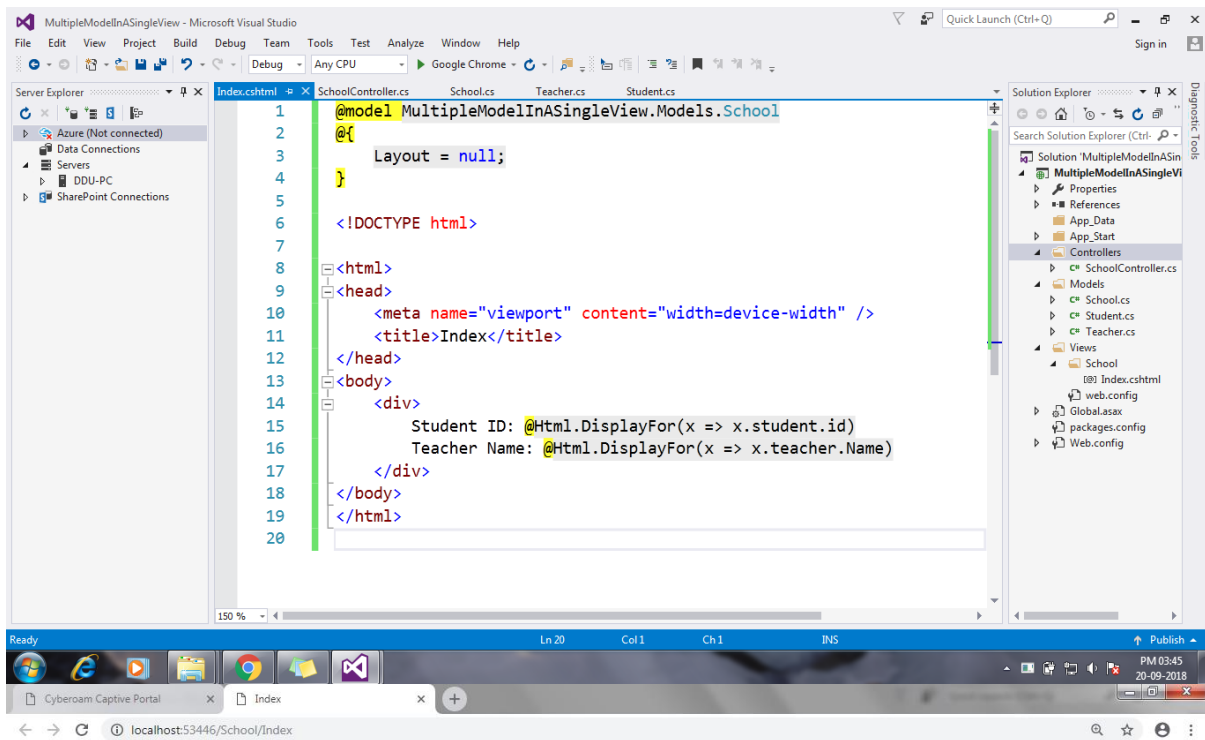 MultipleModelInASingleView - Microsoft Visual Studio
Quick Launch (Ctrl+Q)
File Edit View Project Build Debug Team Tools Test Analyze Window Help
Sign in
Debug Any CPU Google Chrome
Server Explorer
Azure (Not connected)
Data Connections
Servers
DDU-PC
SharePoint Connections
Index.cshtml SchoolController.cs School.cs Teacher.cs Student.cs
1 @model MultipleModelInASingleView.Models.School
2 @{
3 Layout = null;
4 }
5
6 <!DOCTYPE html>
7
8 <html>
9 <head>
10 <meta name="viewport" content="width=device-width" />
11 <title>Index</title>
12 </head>
13 <body>
14 <div>
15 Student ID: @Html.DisplayFor(x => x.student.id)
16 Teacher Name: @Html.DisplayFor(x => x.teacher.Name)
17 </div>
18 </body>
19 </html>
20
150 %
Solution Explorer
Search Solution Explorer (Ctrl-
Solution 'MultipleModelInASin
MultipleModelInASingleVi
Properties
References
App_Data
App_Start
Controllers
C# SchoolController.cs
Models
C# School.cs
C# Student.cs
C# Teacher.cs
Views
School
Index.cshtml
web.config
Global.asax
packages.config
Web.config
Diagnostic Tools
Ready Ln 20 Col 1 Ch 1 INS Publish
PM 03:45
20-09-2018
Cyberoam Captive Portal Index
localhost:53446/School/Index